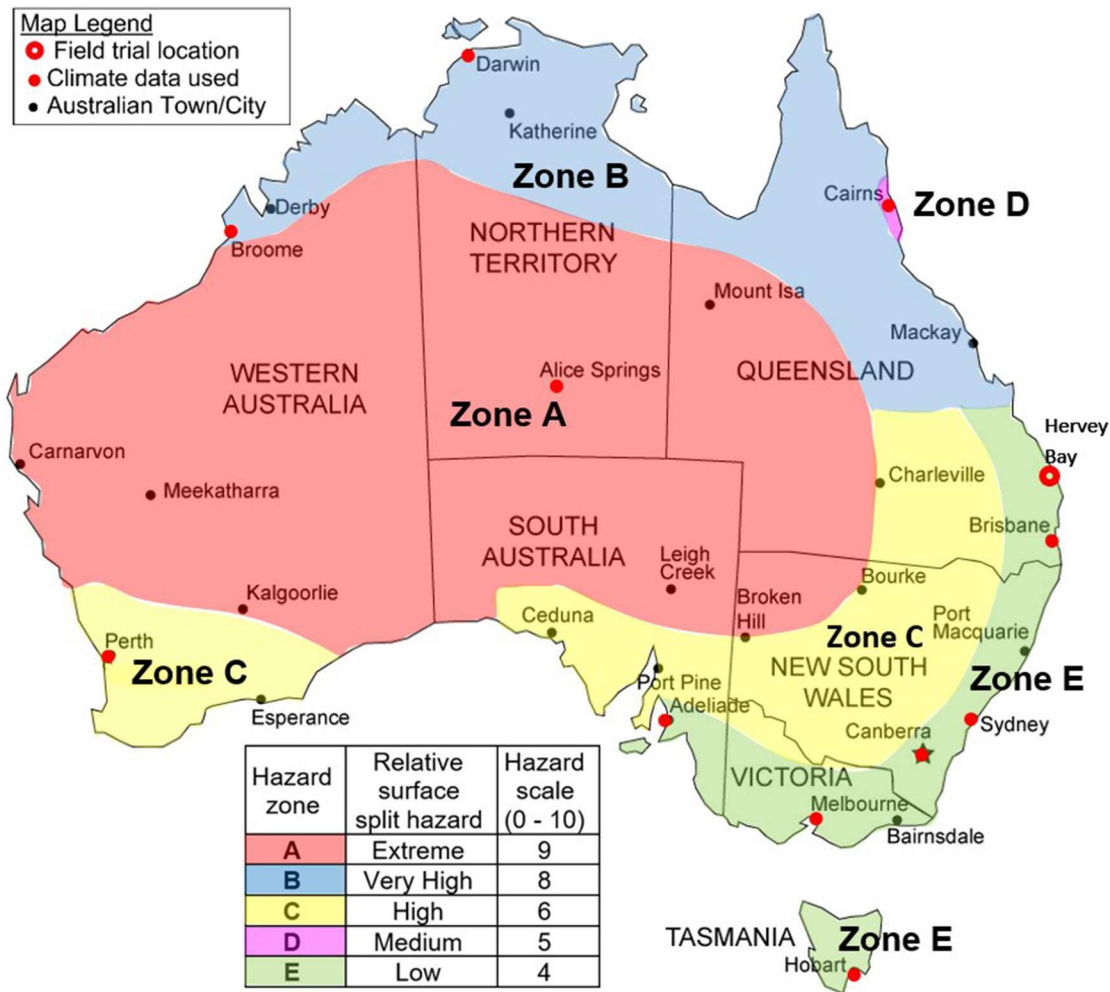 Map Legend
Field trial location
Climate data used
Australian Town/City
Darwin
Katherine
Zone B
Derby
Broome
Cairns
Zone D
NORTHERN
TERRITORY
Mount Isa
Mackay
WESTERN
AUSTRALIA
Alice Springs
QUEENSLAND
Zone A
Hervey
Bay
Carnarvon
Meekatharra
Charleville
SOUTH
AUSTRALIA
Brisbane
Leigh
Creek
Kalgoorlie
Bourke
Broken
Hill
Ceduna
Port
Macquarie
Perth
Zone C
Zone C
NEW SOUTH
WALES
Zone E
Port Pine
Adeliade
Esperance
Sydney
Canberra
VICTORIA
Melbourne
Bairnsdale
Hazard zone Relative surface split hazard Hazard scale (0 - 10)
A Extreme 9
B Very High 8
C High 6
D Medium 5
E Low 4
TASMANIA
Zone E
Hobart